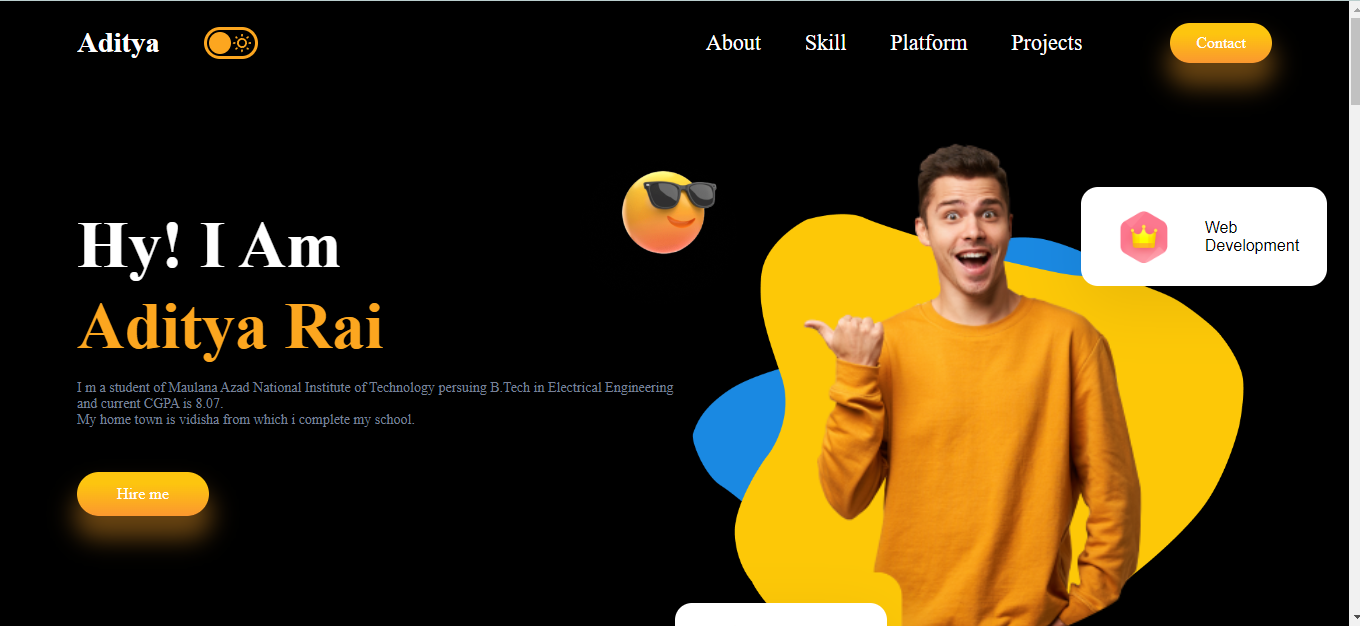 Aditya
About Skill Platform Projects
Contact
Web
Development
Hy! I Am
Aditya Rai
I m a student of Maulana Azad National Institute of Technology persuing B.Tech in Electrical Engineering
and current CGPA is 8.07.
My home town is vidisha from which i complete my school.
Hire me